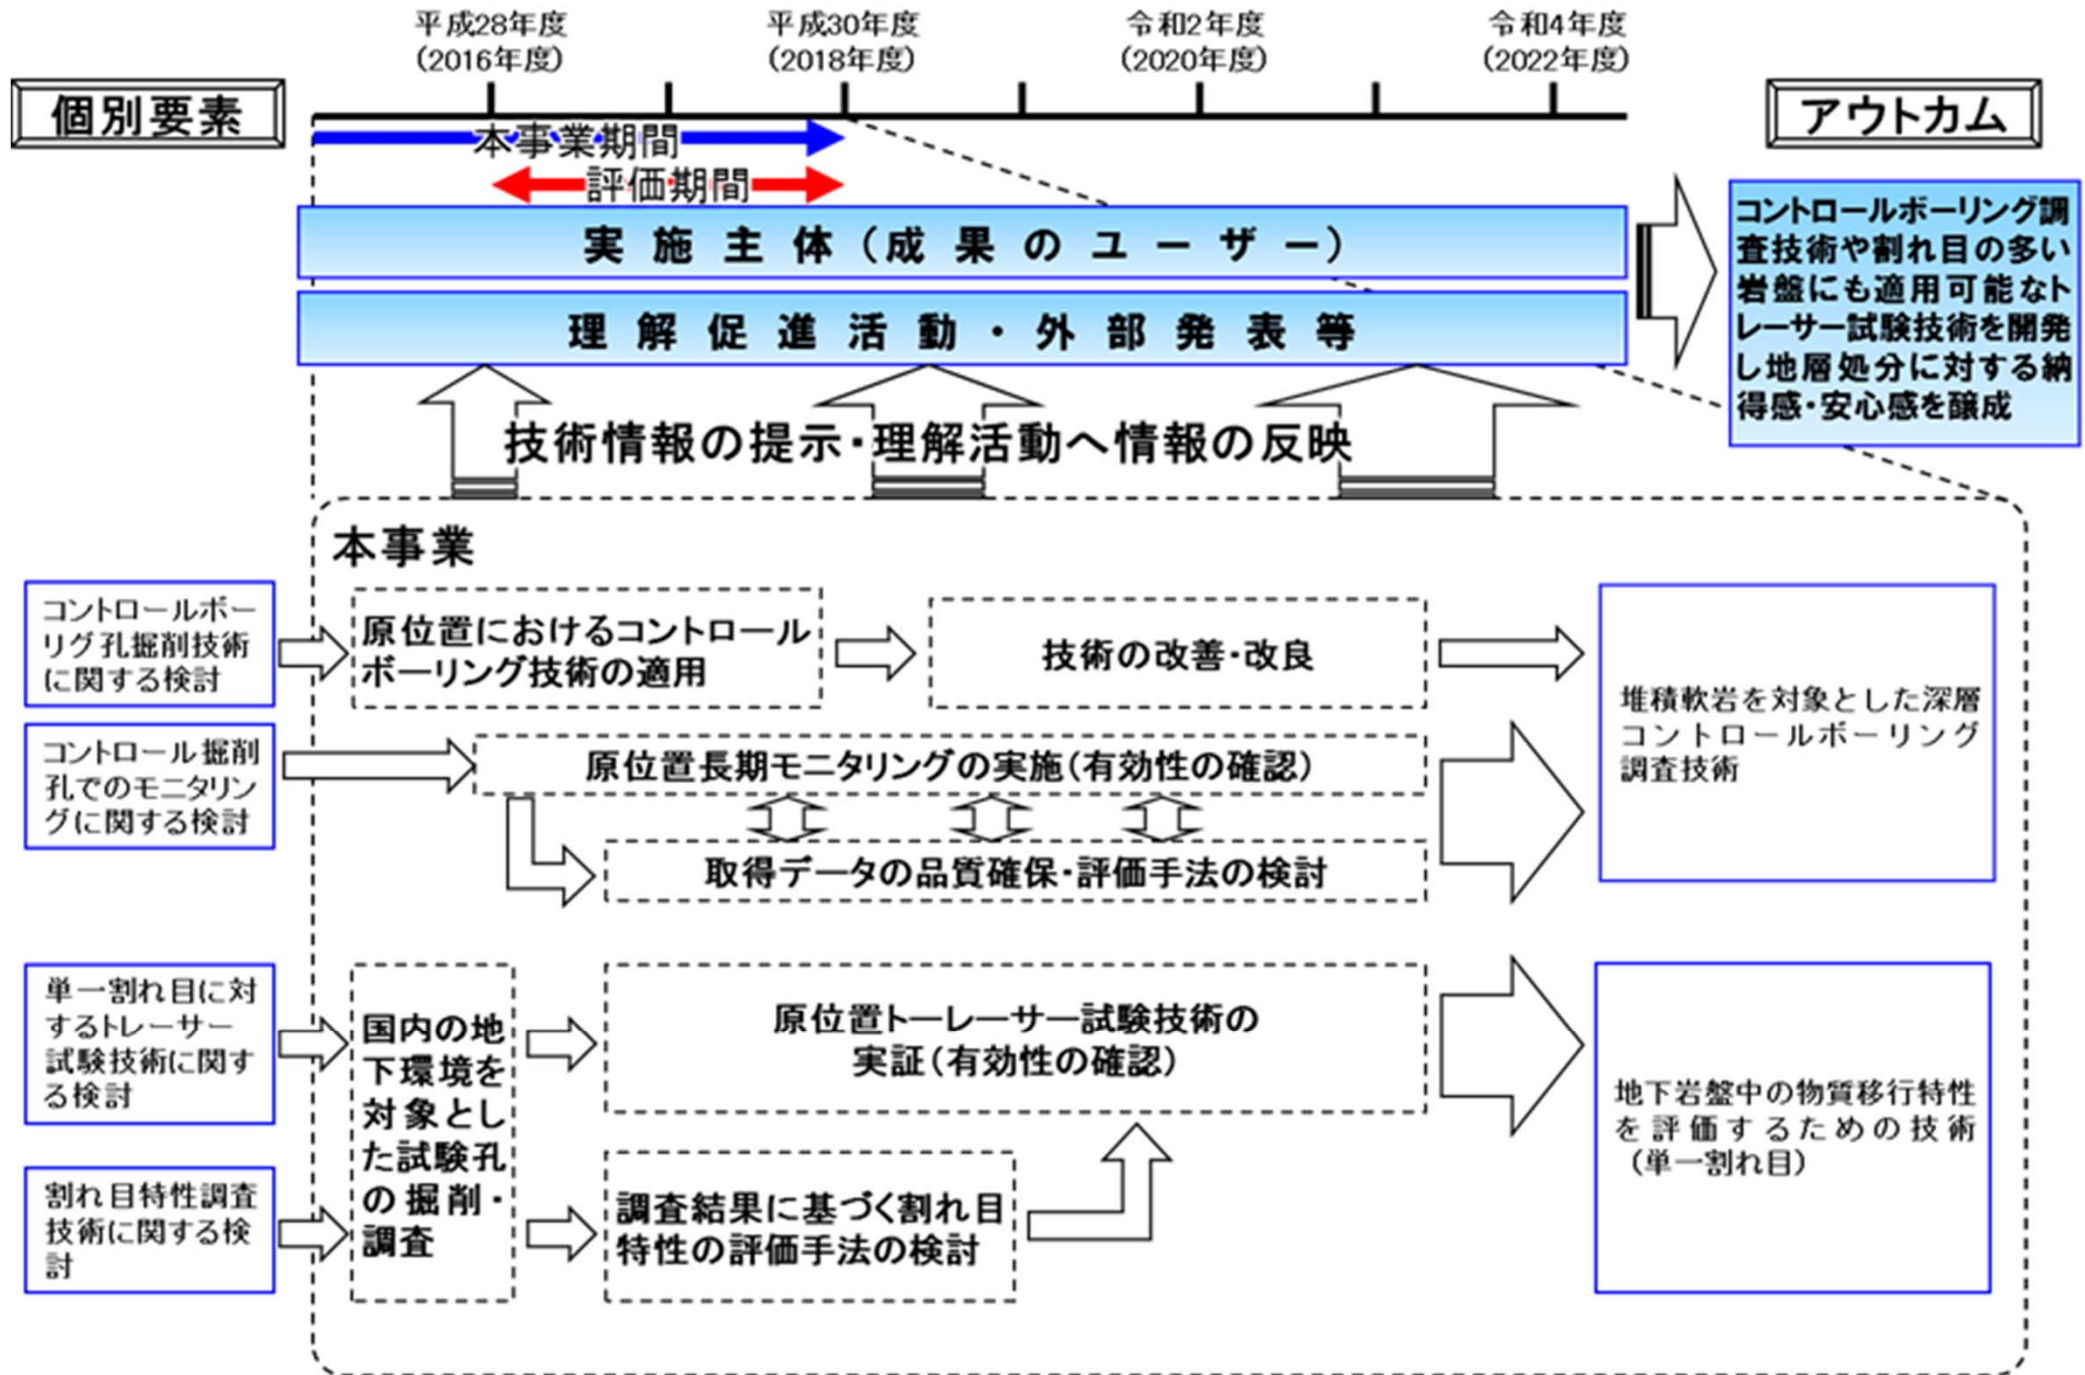 平成28年度
(2016年度)
平成30年度
(2018年度)
令和2年度
(2020年度)
令和4年度
(2022年度)
個別要素
アウトカム
本事業期間
評価期間
実施主体(成果のユーザー)
理解促進活動・外部発表等
コントロールボーリング調
査技術や割れ目の多い
岩盤にも適用可能なト
レーサー試験技術を開発
し地層処分に対する納
得感・安心感を醸成
技術情報の提示・理解活動へ情報の反映
本事業
コントロールボー
リグ孔掘削技術
に関する検討
原位置におけるコントロール
ボーリング技術の適用
技術の改善・改良
堆積軟岩を対象とした深層
コントロールボーリング
調査技術
コントロール掘削
孔でのモニタリン
グに関する検討
原位置長期モニタリングの実施(有効性の確認)
取得データの品質確保・評価手法の検討
単一割れ目に対
するトレーサー
試験技術に関す
る検討
国内の地
下環境を
対象とし
た試験孔
の掘削・
調査
原位置トーレーサー試験技術の
実証(有効性の確認)
地下岩盤中の物質移行特性
を評価するための技術
(単一割れ目)
割れ目特性調査
技術に関する検
討
調査結果に基づく割れ目
特性の評価手法の検討